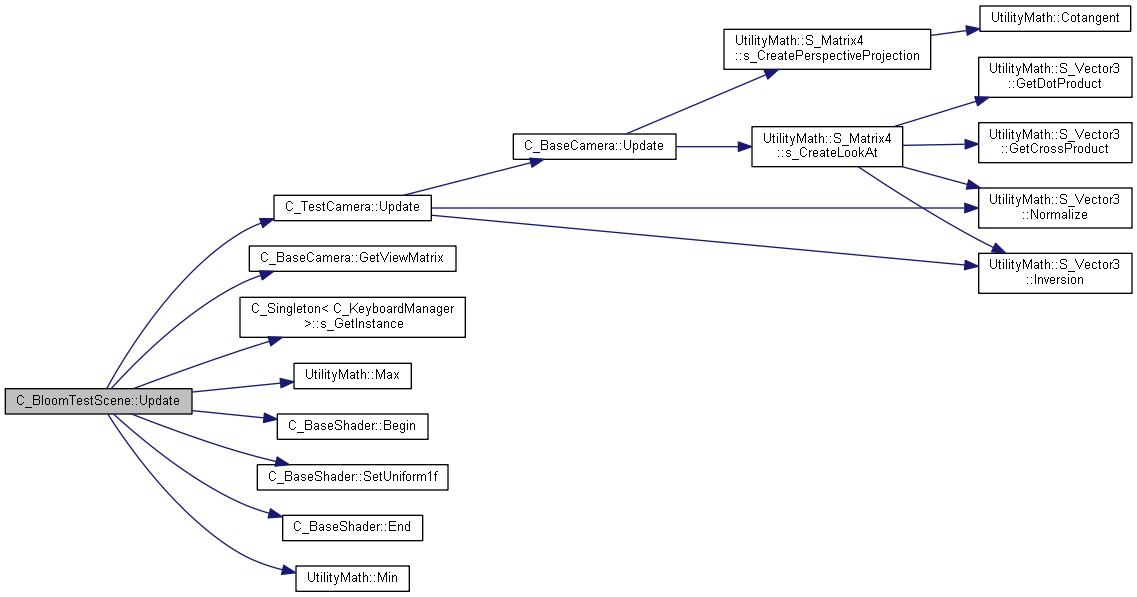 UtilityMath::Cotangent
UtilityMath::S_Matrix4
::s_CreatePerspectiveProjection
UtilityMath::S_Vector3
::GetDotProduct
UtilityMath::S_Vector3
::GetCrossProduct
C_BaseCamera::Update
UtilityMath::S_Matrix4
::s_CreateLookAt
UtilityMath::S_Vector3
::Normalize
C_TestCamera::Update
C_BaseCamera::GetViewMatrix
UtilityMath::S_Vector3
::Inversion
C_Singleton< C_KeyboardManager
>::s_GetInstance
UtilityMath::Max
C_BloomTestScene::Update
C_BaseShader::Begin
C_BaseShader::SetUniform1f
C_BaseShader::End
UtilityMath::Min